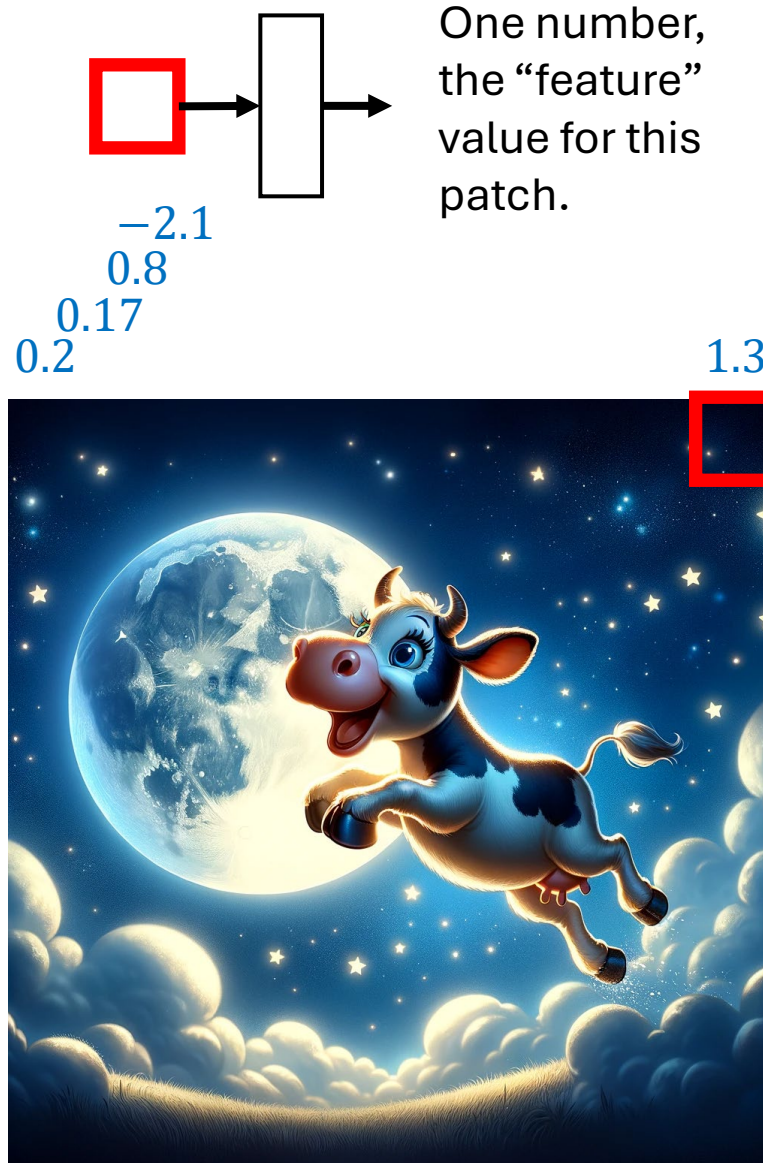 One number,
the “feature”
value for this
patch.
−2.1
0.8
0.17
0.2
1.3